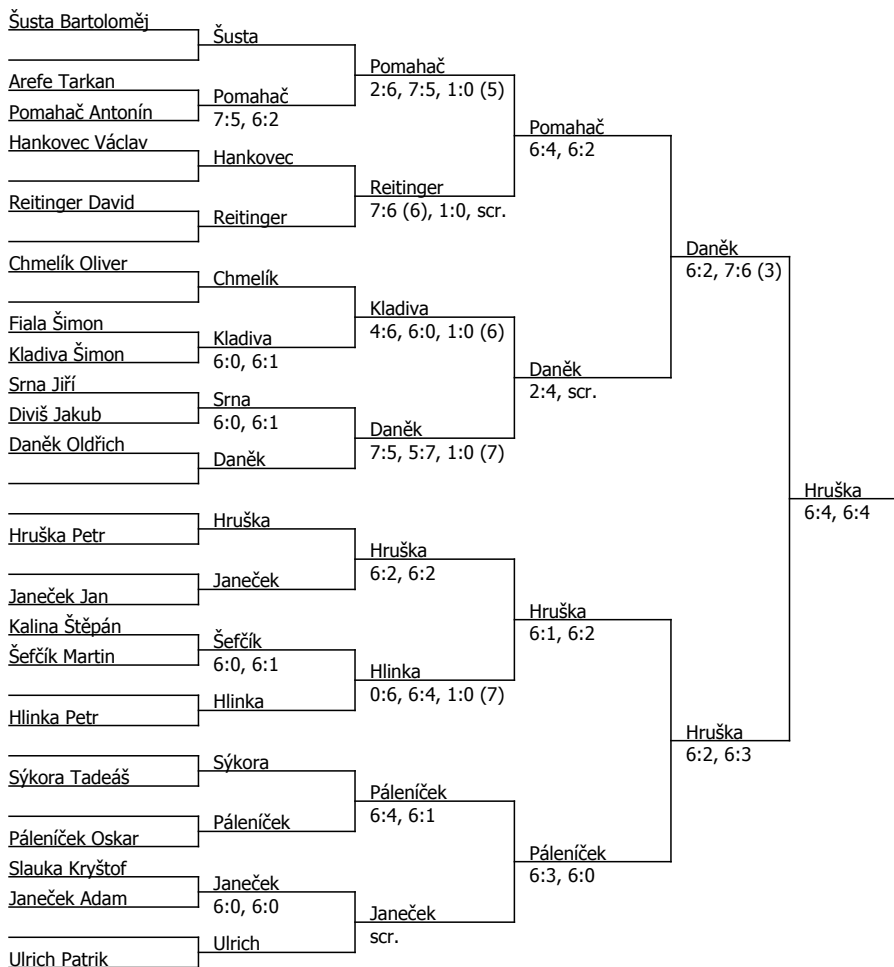 Šusta Bartoloměj
Arefe Tarkan
Pomahač Antonín
Hankovec Václav
Reitinger David
Chmelík Oliver
Fiala Šimon
Kladiva Šimon
Srna Jiří
Diviš Jakub
Daněk Oldřich
Hruška Petr
Janeček Jan
Kalina Štěpán
Šefčík Martin
Hlinka Petr
Sýkora Tadeáš
Páleníček Oskar
Slauka Kryštof
Janeček Adam
Ulrich Patrik
Šusta
Pomahač
7:5, 6:2
Hankovec
Reitinger
Chmelík
Kladiva
6:0, 6:1
Srna
6:0, 6:1
Daněk
Hruška
Janeček
Šefčík
6:0, 6:1
Hlinka
Sýkora
Páleníček
Janeček
6:0, 6:0
Ulrich
Pomahač
2:6, 7:5, 1:0 (5)
Reitinger
7:6 (6), 1:0, scr.
Kladiva
4:6, 6:0, 1:0 (6)
Daněk
7:5, 5:7, 1:0 (7)
Hruška
6:2, 6:2
Hlinka
0:6, 6:4, 1:0 (7)
Páleníček
6:4, 6:1
Janeček
scr.
Pomahač
6:4, 6:2
Daněk
2:4, scr.
Hruška
6:1, 6:2
Páleníček
6:3, 6:0
Daněk
6:2, 7:6 (3)
Hruška
6:2, 6:3
Hruška
6:4, 6:4